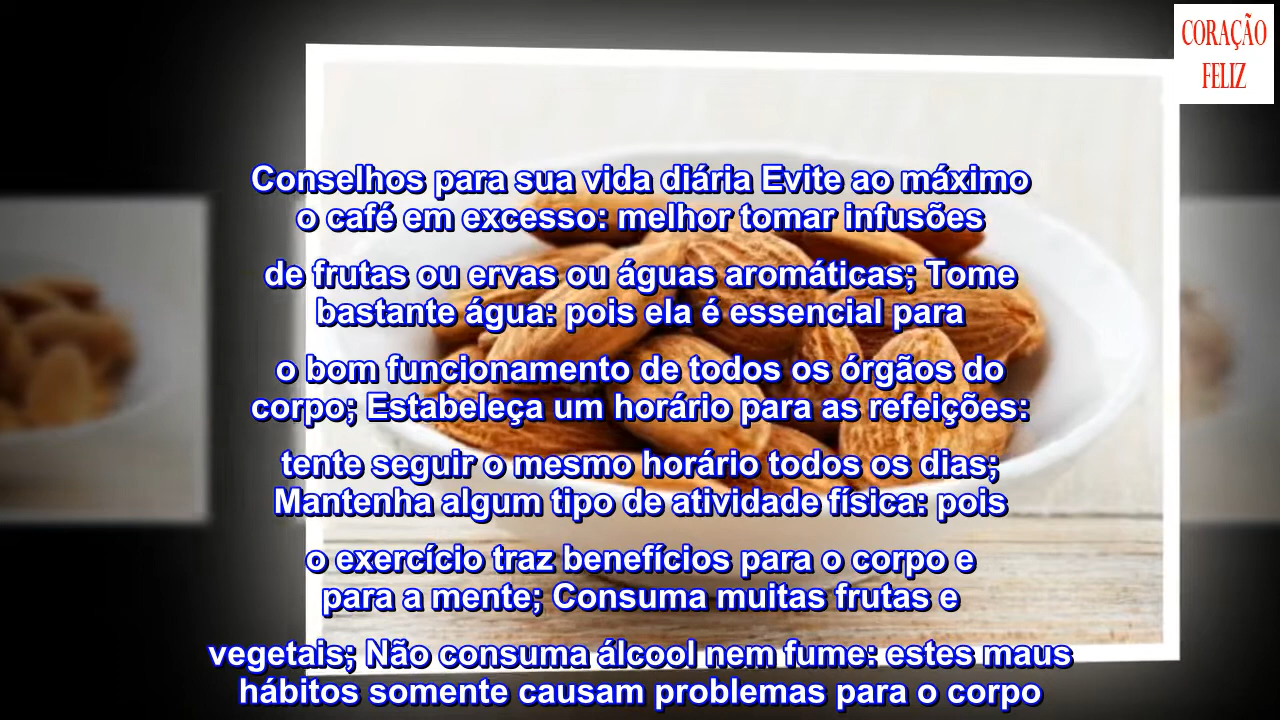 CORAÇÃO
FELIZ
Conselhos para sua vida diária Evite ao máximo
o café em excesso: melhor tomar infusões
de frutas ou ervas ou águas aromáticas; Tome
bastante água: pois ela é essencial para
o bom funcionamento de todos os órgãos do
corpo; Estabeleça um horário para as refeições:
tente seguir o mesmo horário todos os dias;
Mantenha algum tipo de atividade física: pois
o exercício traz benefícios para o corpo e
para a mente; Consuma muitas frutas e
vegetais; Não consuma álcool nem fume: estes maus
hábitos somente causam problemas para o corpo